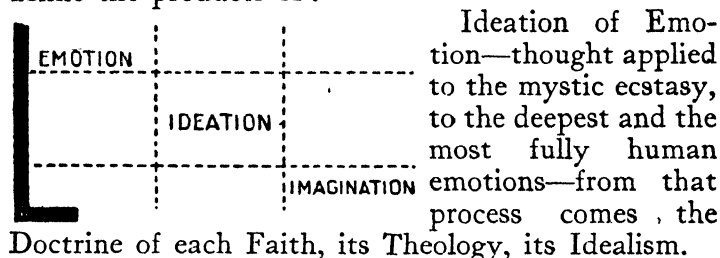 Ideation of Emo-
EMOTION
tion—thought applied
to the mystic ecstasy,
IDEATION
to the deepest and the
most fully human
IMAGINATION
emotions—from that
process comes, the
Doctrine of each Faith, its Theology, its Idealism.